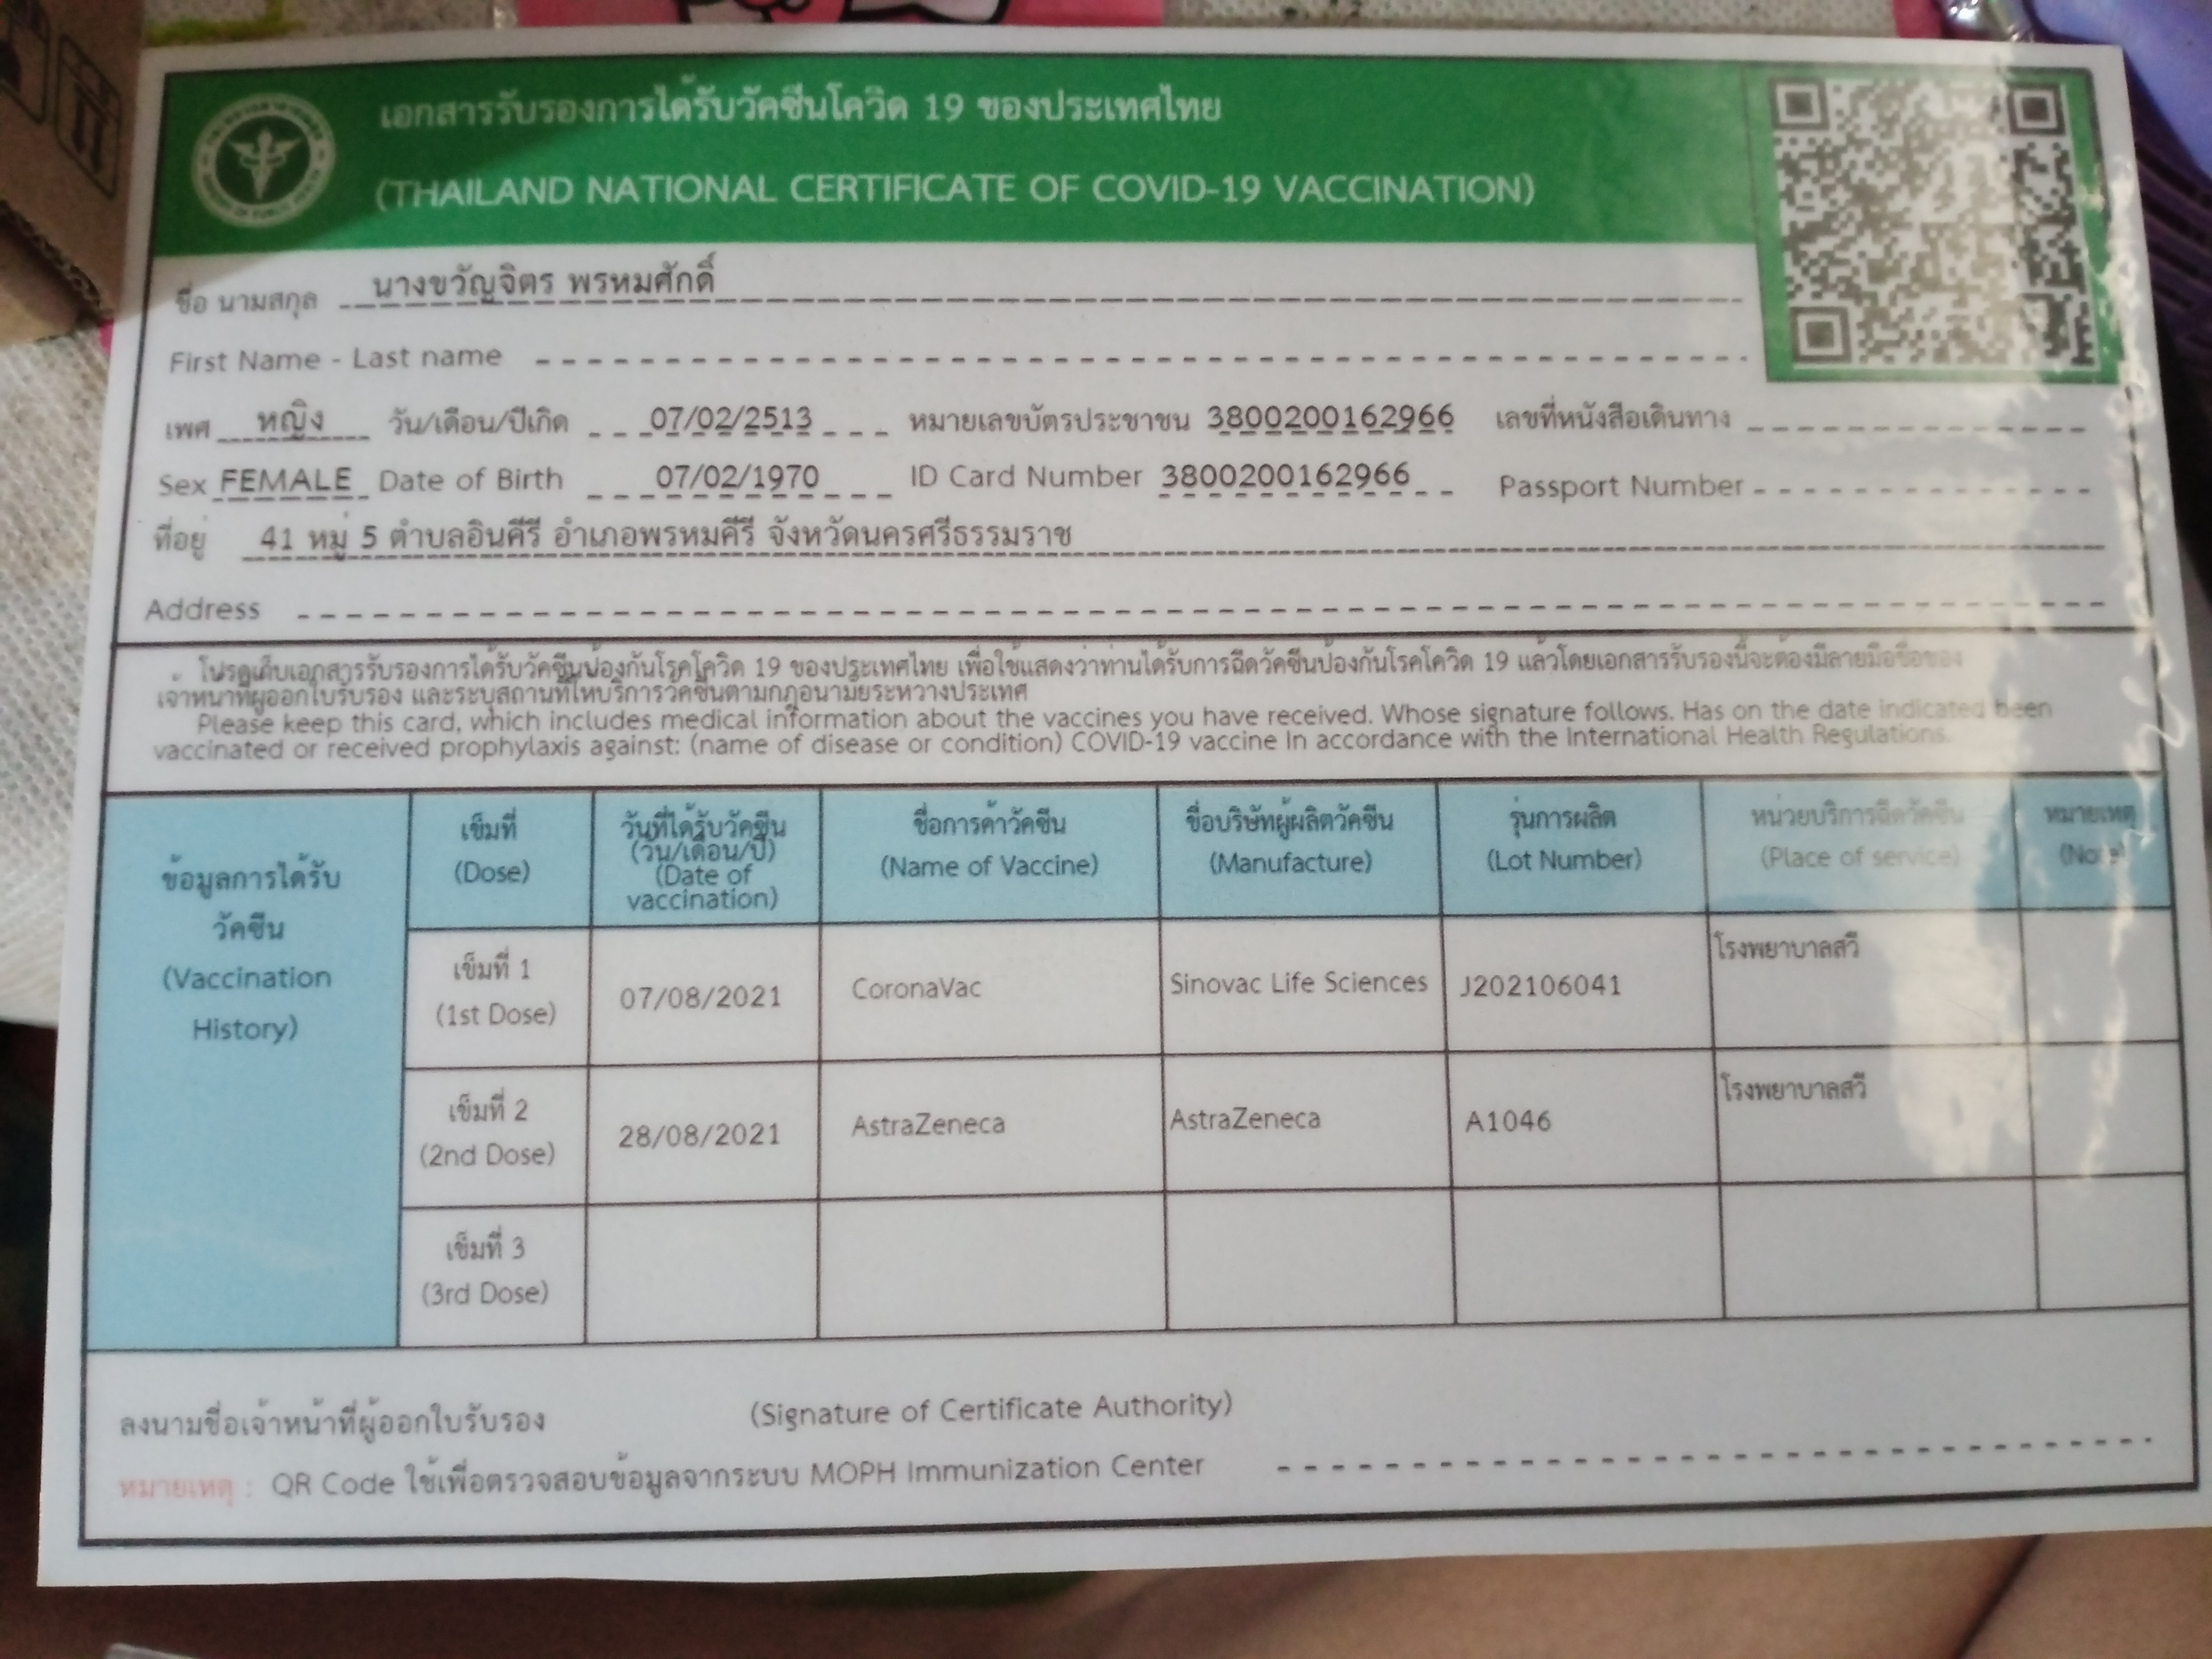 เอกสารรับรองการได้รับวัคซีนโควิด 19 ของประเทศไทย
(THAILAND NATIONAL CERTIFICATE OF COVID-19 VACCINATION)
ชื่อ นามสกุล นางขวัญจิตร พรหมศักดิ์
First Name - Last name
เพศ หญิง วัน/เดือน/ปีเกิด 07/02/2513 หมายเลขบัตรประชาชน 3800200162966 เลขที่หนังสือเดินทาง
Sex FEMALE Date of Birth 07/02/1970 ID Card Number 3800200162966 Passport Number
ที่อยู่ 41 หมู่ 5 ตำบลอินคีรี อำเภอพรหมคีรี จังหวัดนครศรีธรรมราช
Address
โปรดเก็บเอกสารรับรองการได้รับวัคซีนป้องกันโรคโควิด 19 ของประเทศไทย เพื่อใช้แสดงว่าท่านได้รับการฉีดวัคซีนป้องกันโรคโควิด 19 แล้วโดยเอกสารรับรองนี้จะต้องมีลายมือชื่อของ
เจ้าหน้าที่ผู้ออกใบรับรอง และระบุสถานที่ให้บริการวัคซีนตามกฎอนามัยระหว่างประเทศ
Please keep this card, which includes medical information about the vaccines you have received. Whose signature follows. Has on the date indicated been
vaccinated or received prophylaxis against: (name of disease or condition) COVID-19 vaccine In accordance with the International Health Regulations.
ข้อมูลการได้รับ
วัคซีน
(Vaccination
History)
เข็มที่
(Dose)
วันที่ได้รับวัคซีน
(วัน/เดือน/ปี)
(Date of
vaccination)
ชื่อการค้าวัคซีน
(Name of Vaccine)
ชื่อบริษัทผู้ผลิตวัคซีน
(Manufacture)
รุ่นการผลิต
(Lot Number)
หน่วยบริการฉีดวัคซีน
(Place of service)
หมายเหตุ
(Note)
เข็มที่ 1
(1st Dose)
07/08/2021
CoronaVac
Sinovac Life Sciences
J202106041
โรงพยาบาลสวี
เข็มที่ 2
(2nd Dose)
28/08/2021
AstraZeneca
AstraZeneca
A1046
โรงพยาบาลสวี
เข็มที่ 3
(3rd Dose)
ลงนามชื่อเจ้าหน้าที่ผู้ออกใบรับรอง (Signature of Certificate Authority)
หมายเหตุ : QR Code ใช้เพื่อตรวจสอบข้อมูลจากระบบ MOPH Immunization Center